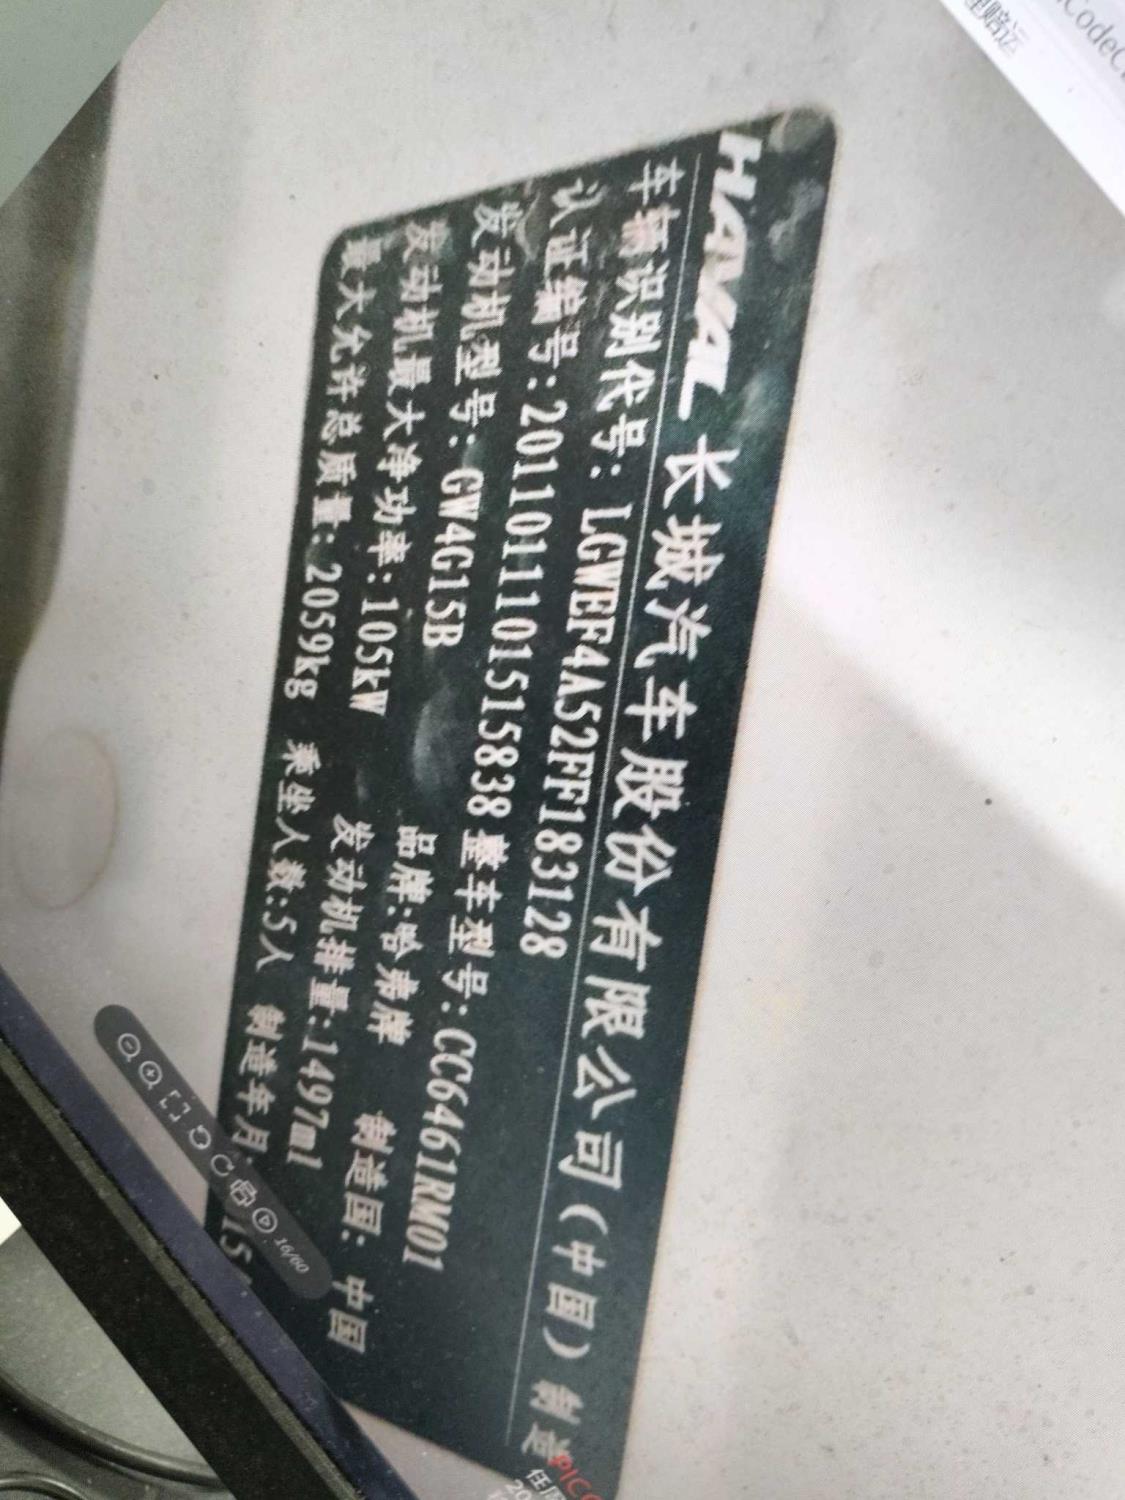 HAVAL 长城汽车股份有限公司(中国)制造
车辆识别代号:LGWEF4A52FF183128
认证编号:2011011110151515838 整车型号:CC6461RM01
发动机型号:GW4G15B 品牌:哈弗牌 制造国:中国
发动机最大净功率:105kW 发动机排量:1497ml
最大允许总质量:2059kg 乘坐人数:5人 制造年月
16/60
PICC